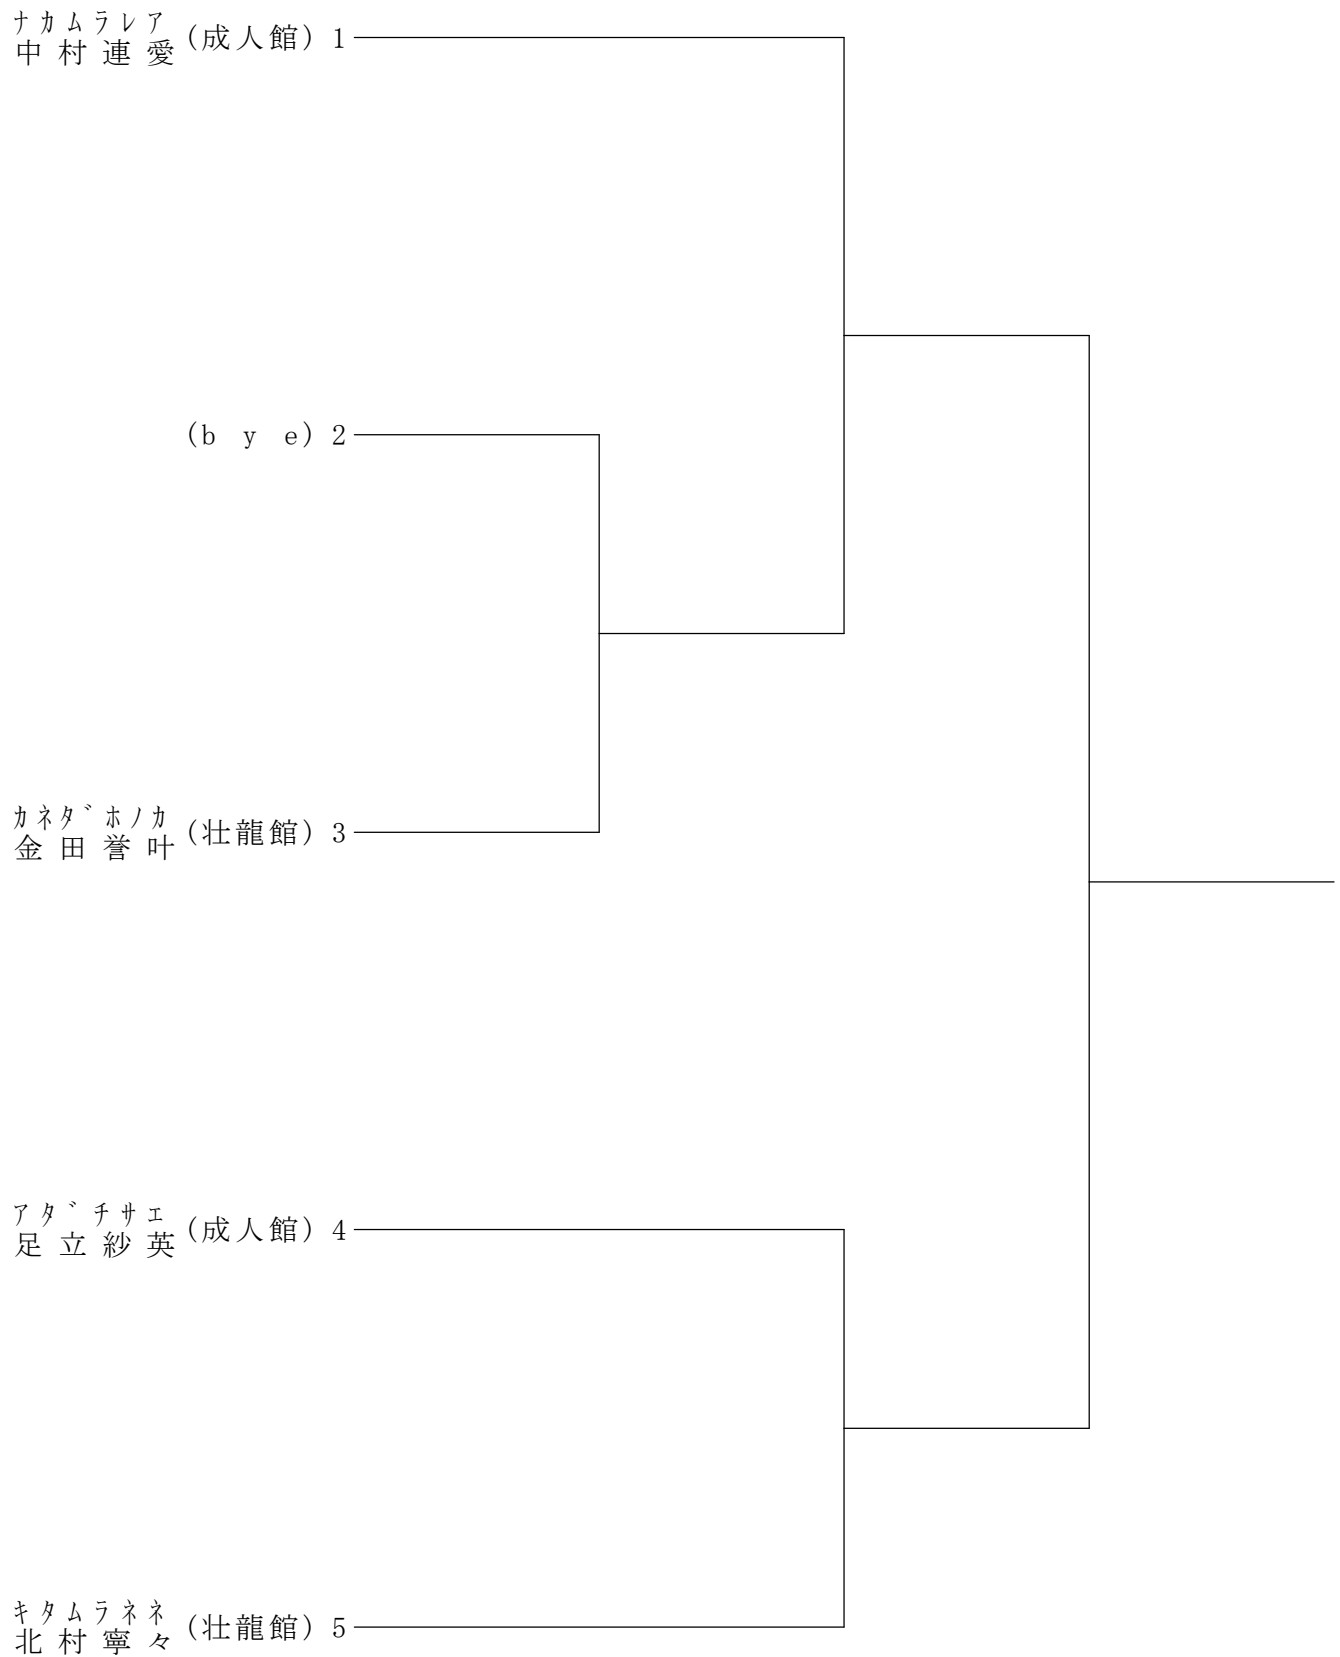 ﾅｶﾑﾗﾚｱ
中村連愛 (成人館) 1
(bye) 2
ｶﾈﾀﾞﾎﾉｶ
金田誉叶 (壮龍館) 3
ｱﾀﾞﾁｻｴ
足立紗英 (成人館) 4
ｷﾀﾑﾗﾈﾈ
北村寧々 (壮龍館) 5